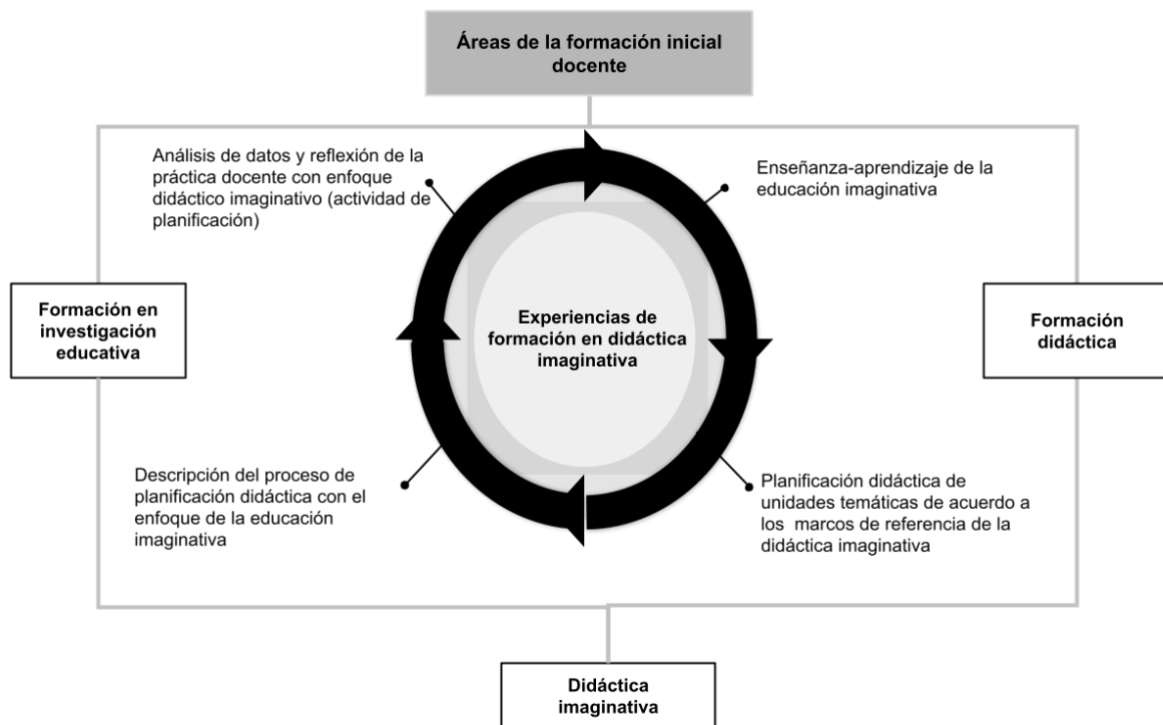 Áreas de la formación inicial
docente
Análisis de datos y reflexión de la
práctica docente con enfoque
didáctico imaginativo (actividad de
planificación)
Enseñanza-aprendizaje de la
educación imaginativa
Formación en
investigación
educativa
Experiencias de
formación en didáctica
imaginativa
Formación
didáctica
Descripción del proceso de
planificación didáctica con el
enfoque de la educación
imaginativa
Planificación didáctica de
unidades temáticas de acuerdo a
los marcos de referencia de la
didáctica imaginativa
Didáctica
imaginativa